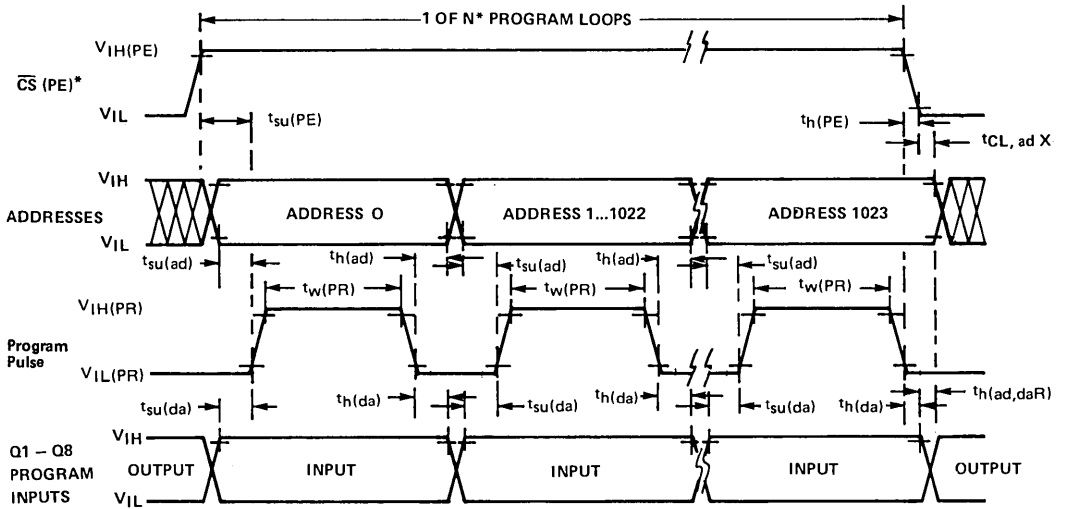 1 OF N* PROGRAM LOOPS
VIH(PE)
CS (PE)*
VIL
tsu(PE)
th(PE)
tCL, ad X
VIH
ADDRESSES
ADDRESS 0
ADDRESS 1...1022
ADDRESS 1023
VIL
tsu(ad)
th(ad)
tsu(ad)
th(ad)
tsu(ad)
tw(PR)
tw(PR)
tw(PR)
VIH(PR)
Program
Pulse
VIL(PR)
tsu(da)
th(da)
tsu(da)
th(da)
tsu(da)
th(da)
th(ad,daR)
VIH
Q1 – Q8
PROGRAM
INPUTS
OUTPUT
INPUT
INPUT
INPUT
OUTPUT
VIL